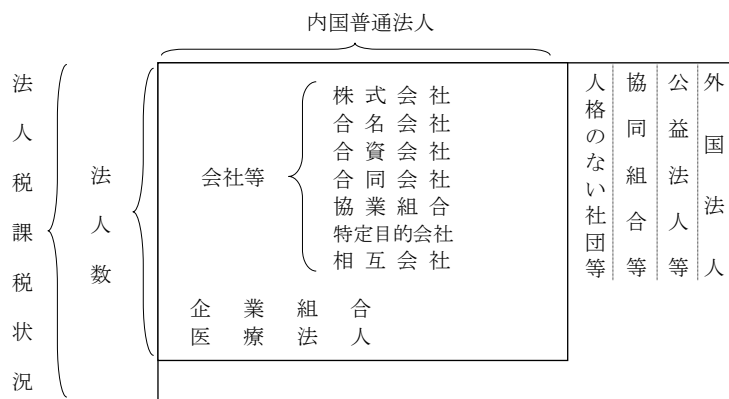 内国普通法人
法人税課税状況
法人数
会社等
株式会社
合名会社
合資会社
合同会社
協業組合
特定目的会社
相互会社
企業組合
医療法人
人格のない社団等
協同組合等
公益法人等
外国法人